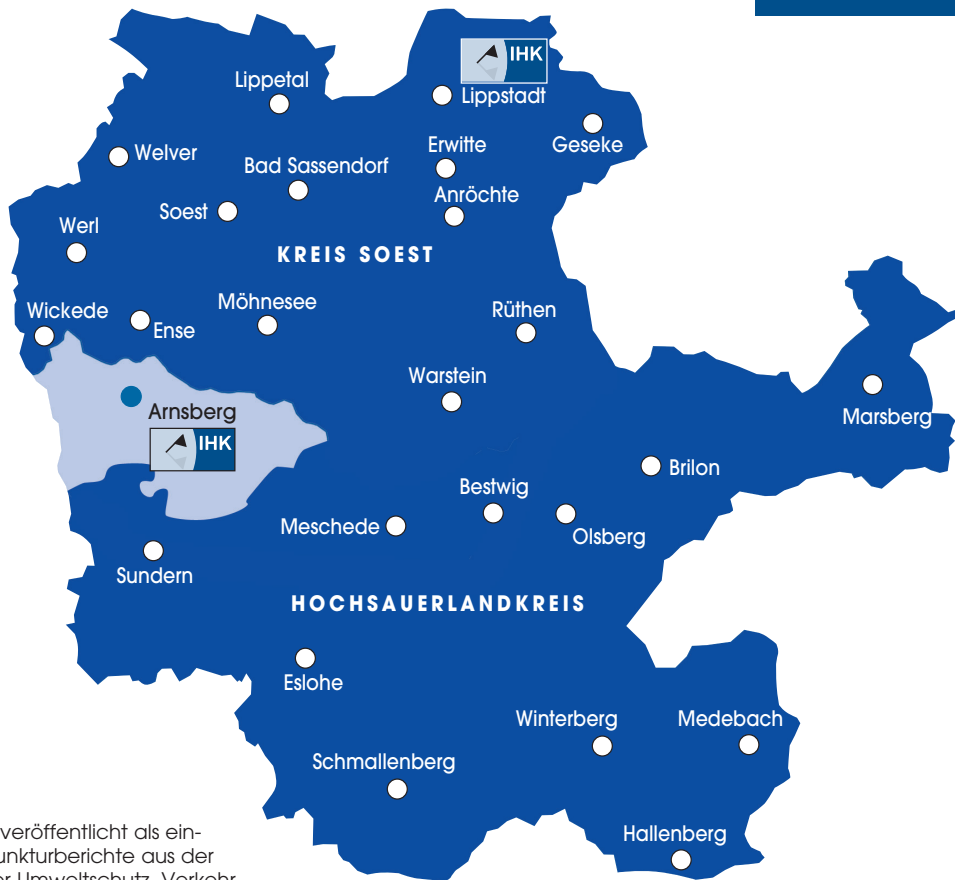 IHK
Lippetal
Lippstadt
Geseke
Erwitte
Welver
Bad Sassendorf
Anröchte
Soest
Werl
KREIS SOEST
Möhnesee
Rüthen
Wickede
Ense
Warstein
Arnsberg
Marsberg
IHK
Brilon
Bestwig
Meschede
Olsberg
Sundern
HOCHSAUERLANDKREIS
Eslohe
Winterberg
Medebach
Schmallenberg
Hallenberg
veröffentlicht als ein-
unkturberichte aus der
Umweltschutz, Verkehr